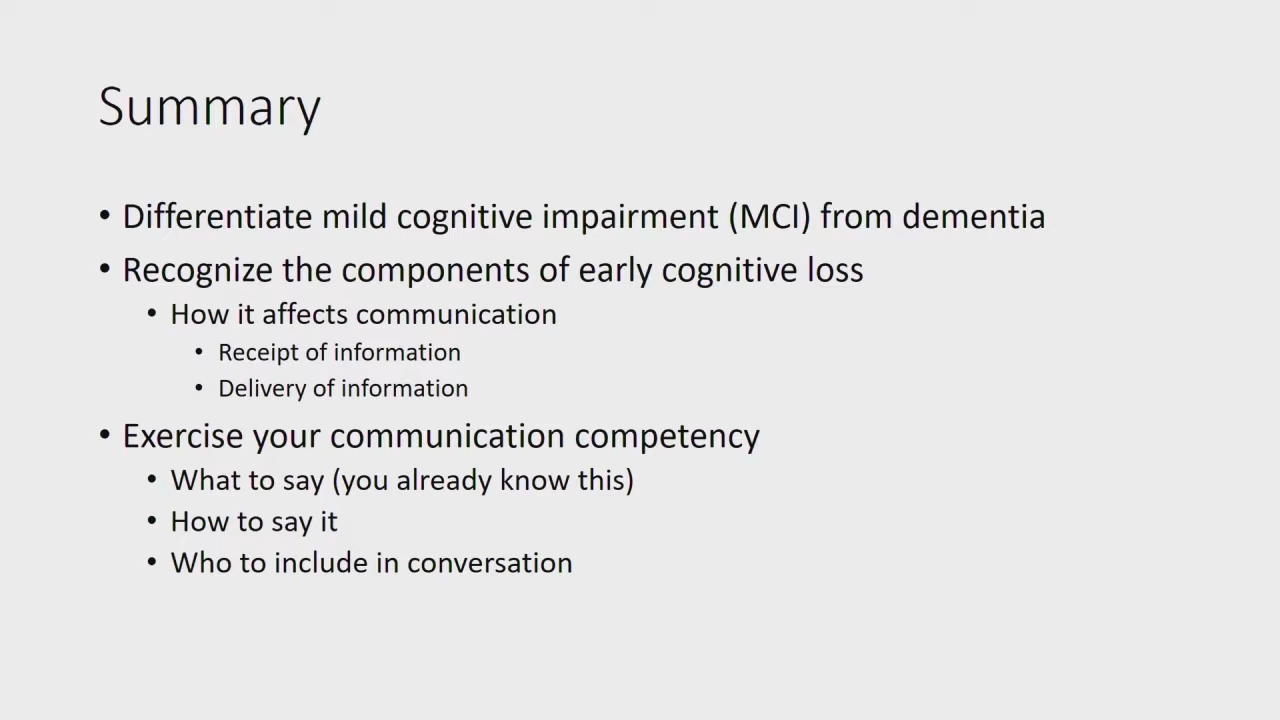 Summary
• Differentiate mild cognitive impairment (MCI) from dementia
• Recognize the components of early cognitive loss
• How it affects communication
• Receipt of information
• Delivery of information
• Exercise your communication competency
• What to say (you already know this)
• How to say it
• Who to include in conversation